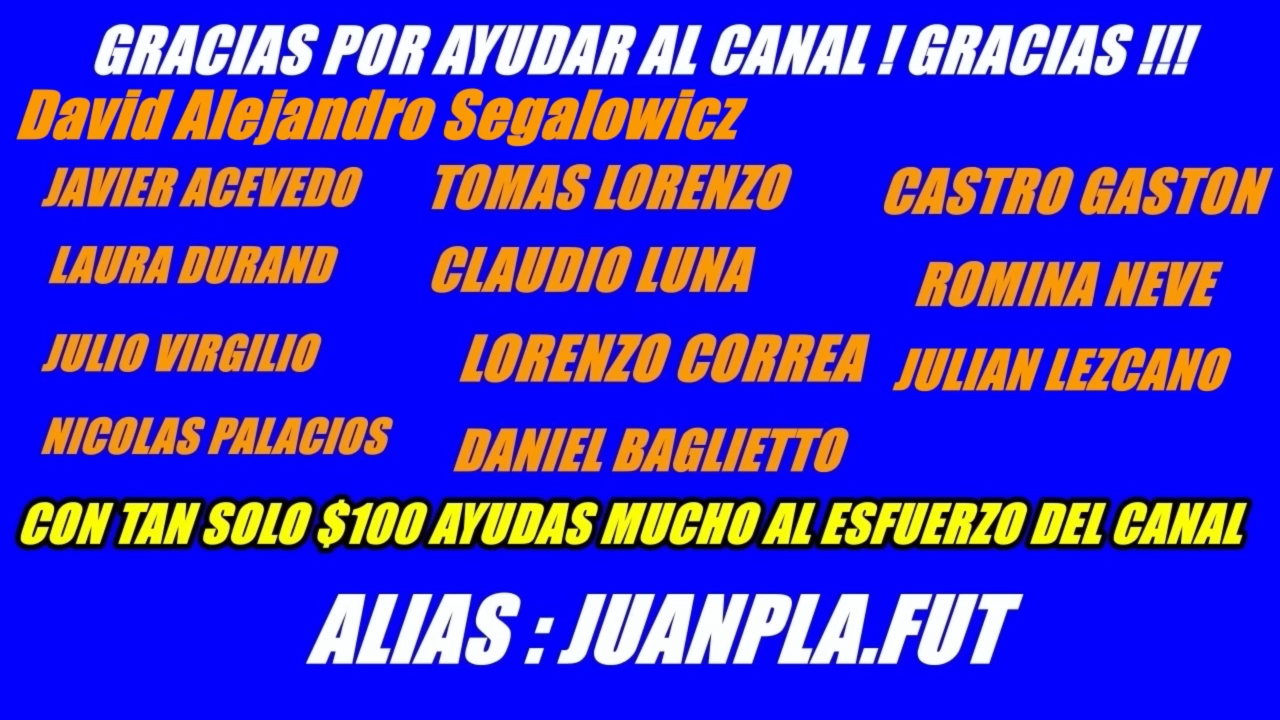 GRACIAS POR AYUDAR AL CANAL ! GRACIAS !!!
David Alejandro Segalowicz
JAVIER ACEVEDO TOMAS LORENZO CASTRO GASTON
LAURA DURAND CLAUDIO LUNA ROMINA NEVE
JULIO VIRGILIO LORENZO CORREA JULIAN LEZCANO
NICOLAS PALACIOS DANIEL BAGLIETTO
CON TAN SOLO $100 AYUDAS MUCHO AL ESFUERZO DEL CANAL
ALIAS : JUANPLA.FUT